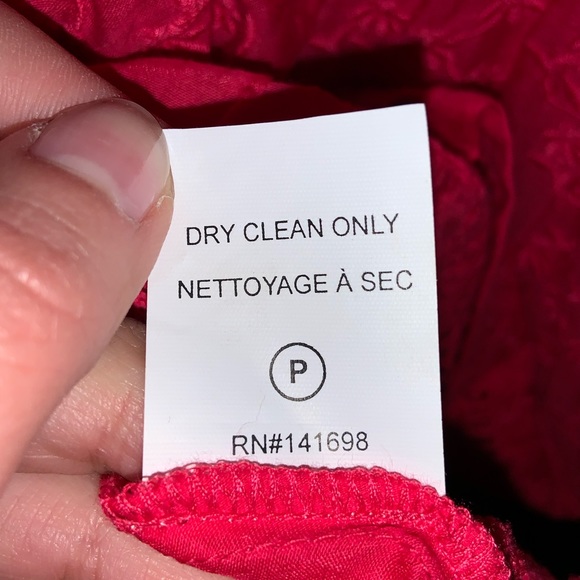 DRY CLEAN ONLY
NETTOYAGE À SEC
P
RN#141698